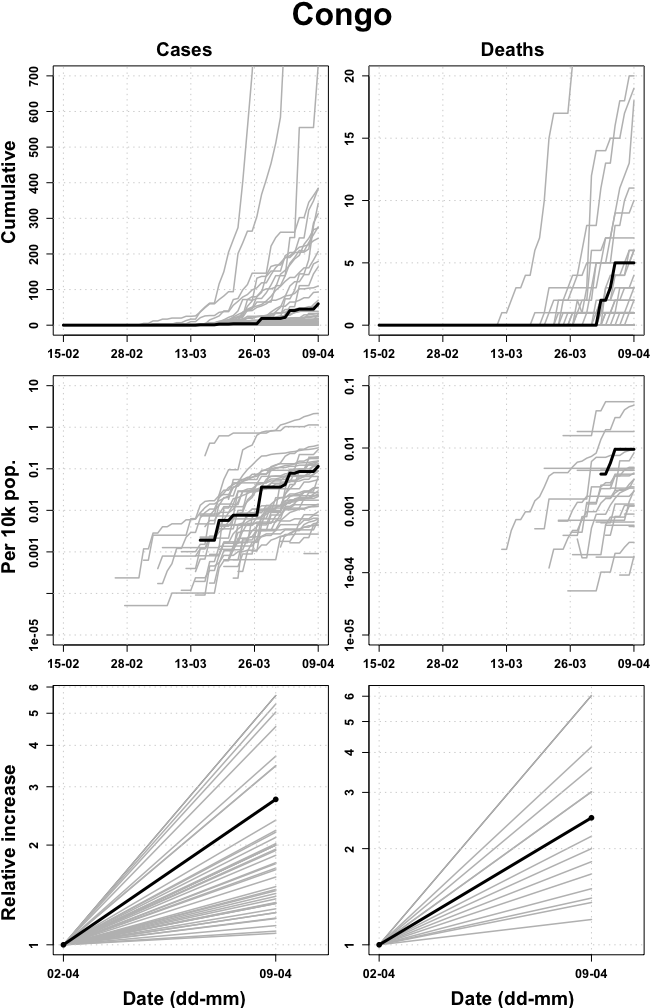 Congo
Cases
Deaths
Cumulative
700
600
500
400
300
200
100
0
15-02 28-02 13-03 26-03 09-04
20
15
10
5
0
15-02 28-02 13-03 26-03 09-04
Per 10k pop.
10
1
0.1
0.01
0.001
1e-05
15-02 28-02 13-03 26-03 09-04
0.1
0.01
0.001
1e-04
1e-05
15-02 28-02 13-03 26-03 09-04
Relative increase
6
5
4
3
2
1
02-04 09-04
Date (dd-mm)
6
5
4
3
2
1
02-04 09-04
Date (dd-mm)